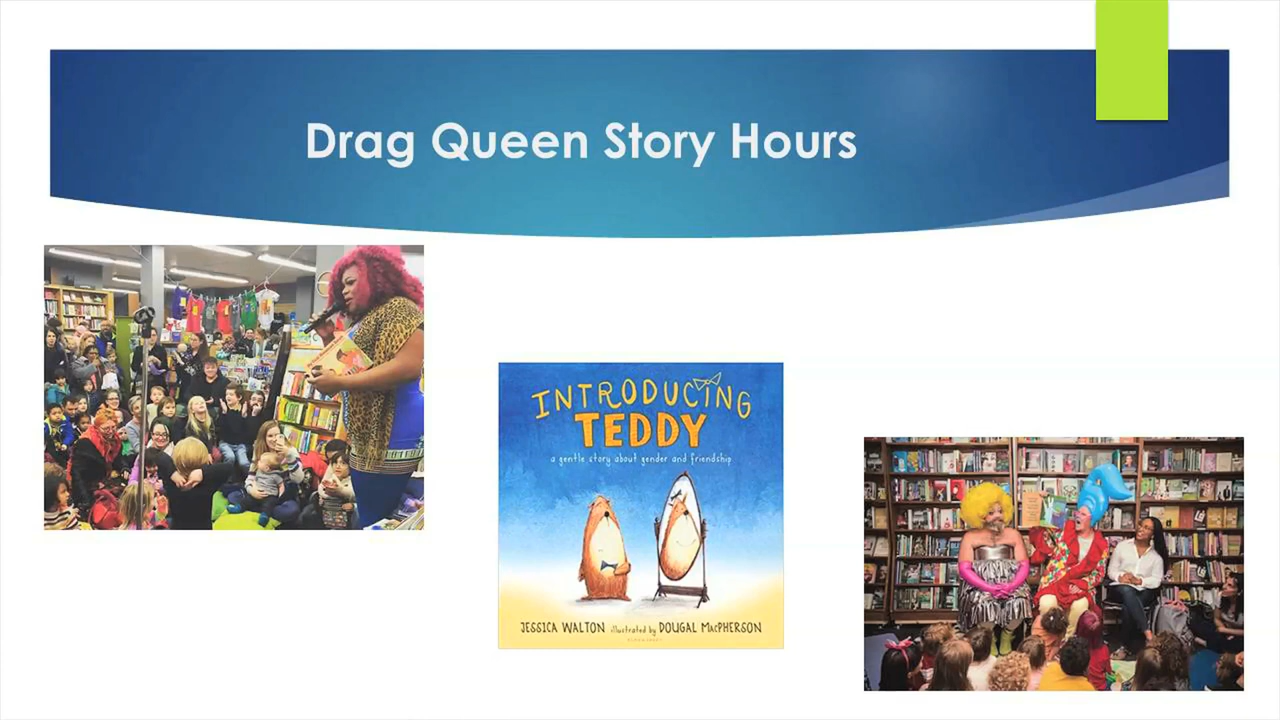 Drag Queen Story Hours
INTRODUCING
TEDDY
a gentle story about gender and friendship
JESSICA WALTON illustrated by DOUGAL MACPHERSON